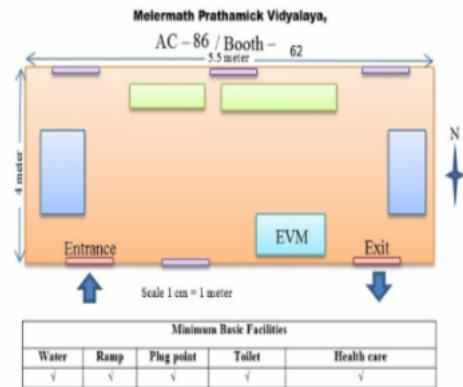 Melermath Prathamick Vidyalaya,
AC – 86 / Booth – 62
5.5 meter
4 meter
N
EVM
Entrance
Exit
Scale 1 cm = 1 meter
Minimum Basic Facilities
Water Ramp Plug point Toilet Health care
√ √ √ √ √